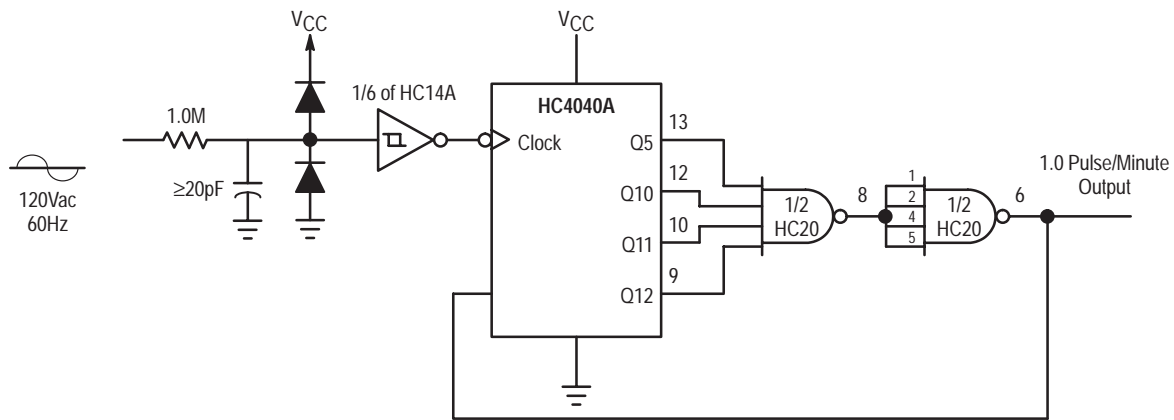 VCC
VCC
1/6 of HC14A
1.0M
HC4040A
Clock
≥20pF
120Vac
60Hz
Q5
13
Q10
12
Q11
10
Q12
9
1/2
HC20
8
1
2
4
5
1/2
HC20
6
1.0 Pulse/Minute
Output